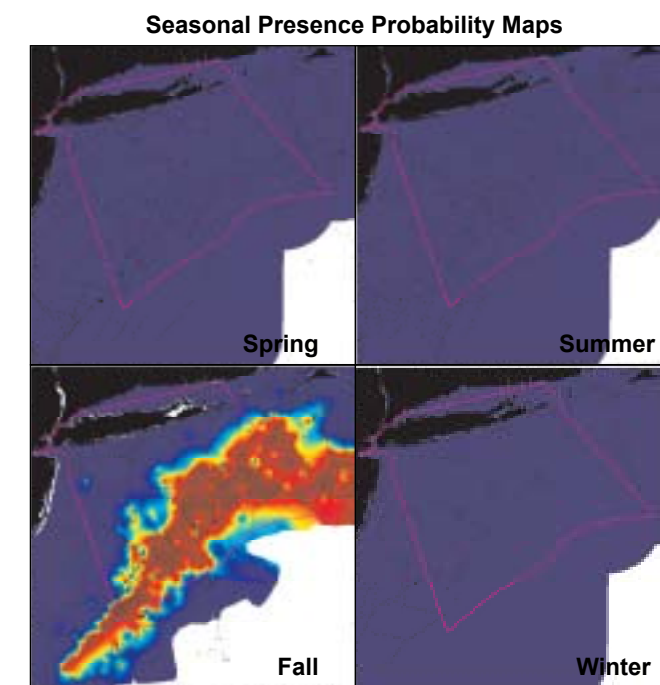 Seasonal Presence Probability Maps
Spring
Summer
Fall
Winter